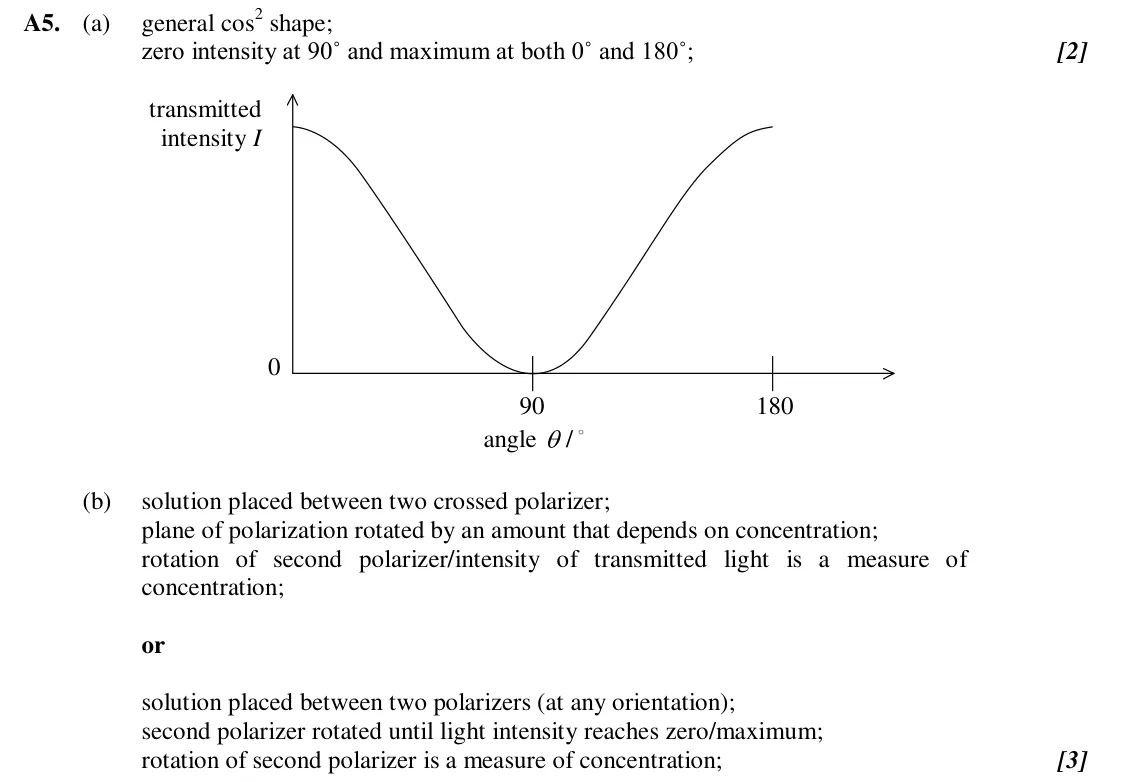 A5. (a) general cos² shape;
zero intensity at 90° and maximum at both 0° and 180°; [2]
transmitted
intensity I
0
90 180
angle θ / °
(b) solution placed between two crossed polarizer;
plane of polarization rotated by an amount that depends on concentration;
rotation of second polarizer/intensity of transmitted light is a measure of
concentration;
or
solution placed between two polarizers (at any orientation);
second polarizer rotated until light intensity reaches zero/maximum;
rotation of second polarizer is a measure of concentration; [3]